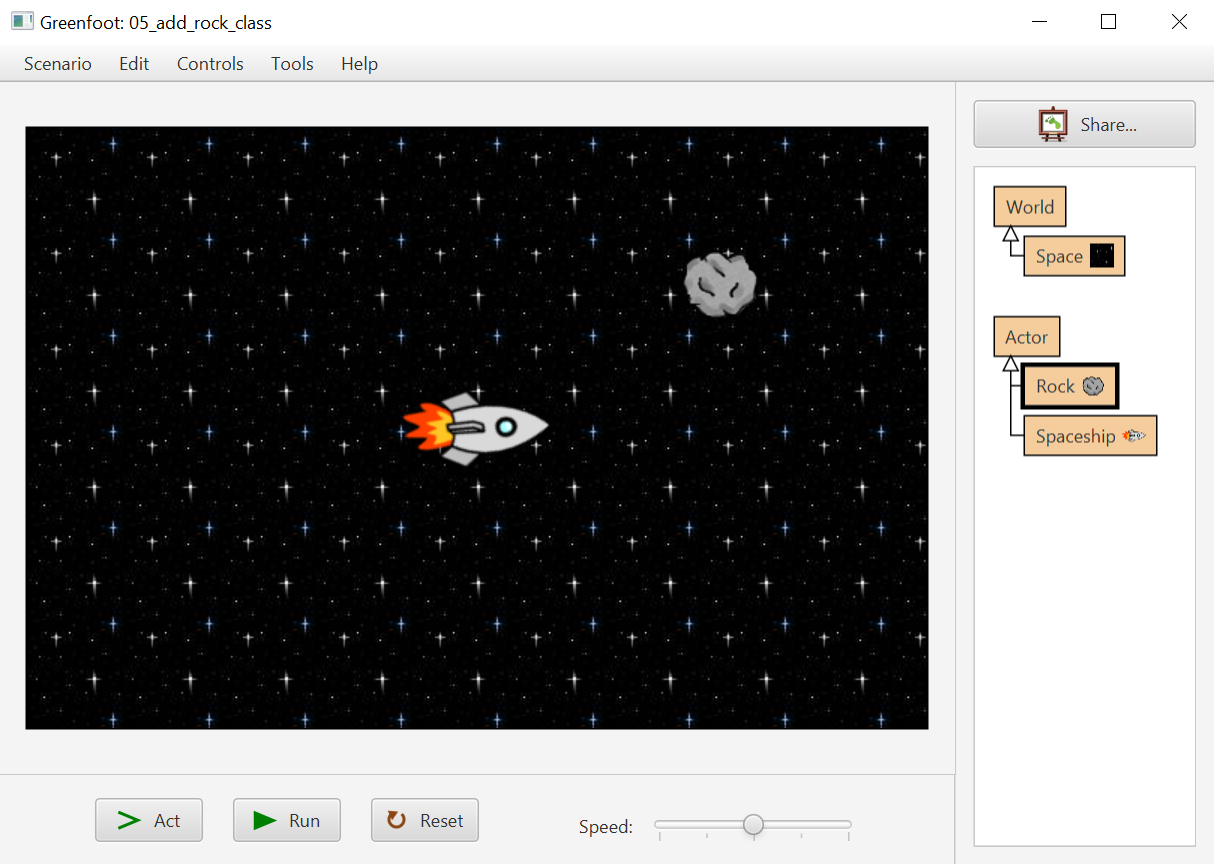 Greenfoot: 05_add_rock_class
Scenario Edit Controls Tools Help
Share...
World
Space
Actor
Rock
Spaceship
Act Run Reset Speed: